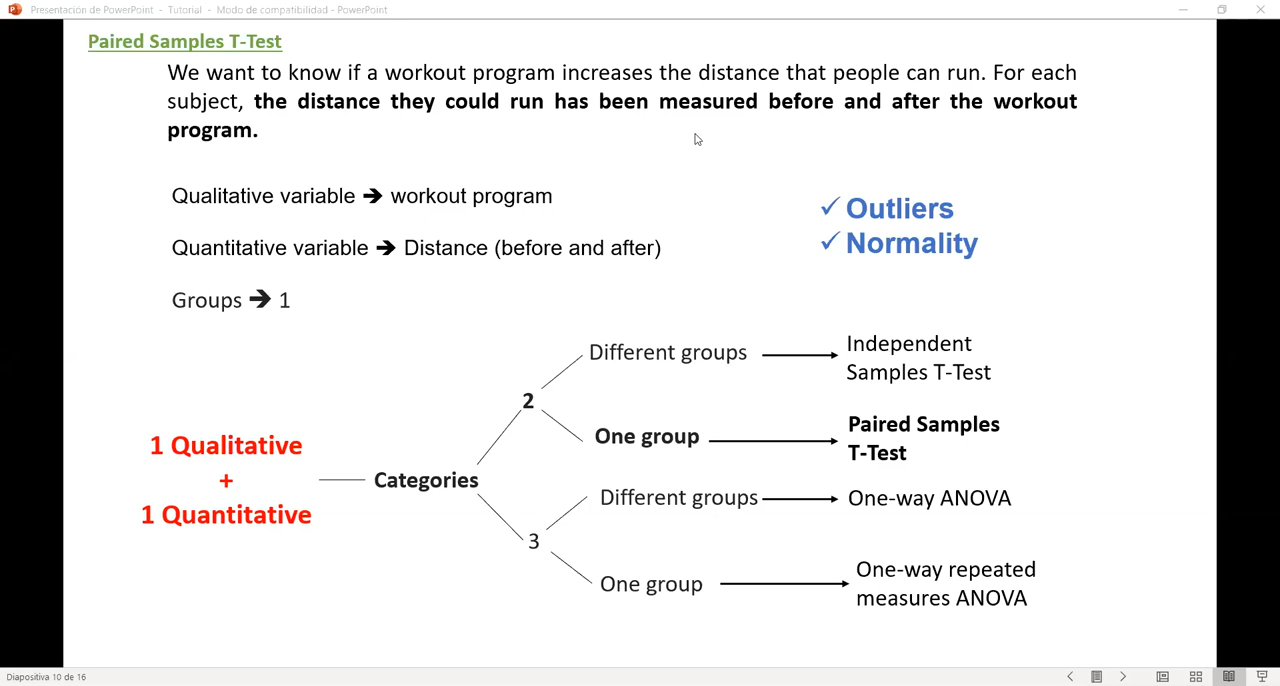 Presentación de PowerPoint - Tutorial - Modo de compatibilidad - PowerPoint
Paired Samples T-Test
We want to know if a workout program increases the distance that people can run. For each
subject, the distance they could run has been measured before and after the workout
program.
Qualitative variable ➔ workout program
Quantitative variable ➔ Distance (before and after)
Groups ➔ 1
✓ Outliers
✓ Normality
Different groups
Independent
Samples T-Test
2
One group
Paired Samples
T-Test
1 Qualitative
+
1 Quantitative
Categories
Different groups
One-way ANOVA
3
One group
One-way repeated
measures ANOVA
Diapositiva 10 de 16